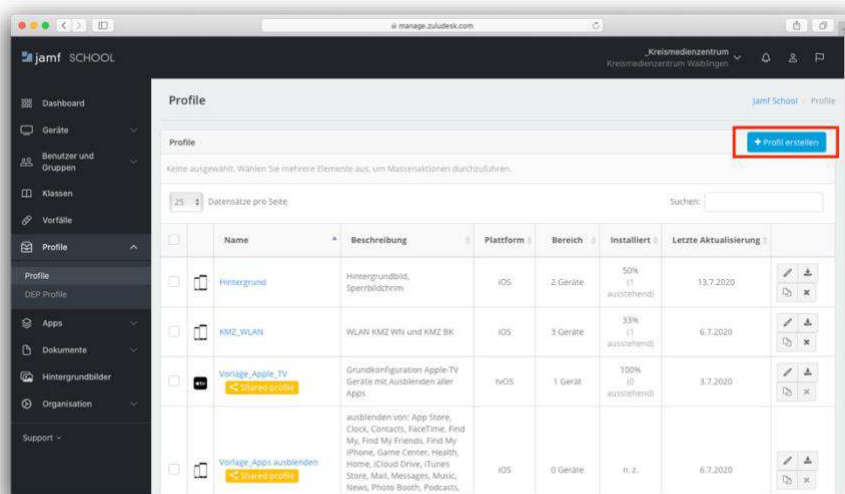 manage.zuludesk.com
jamf SCHOOL
_Kreismedienzentrum
Kreismedienzentrum Waiblingen
Dashboard
Geräte
Benutzer und
Gruppen
Klassen
Vorfälle
Profile
Profile
DEP Profile
Apps
Dokumente
Hintergrundbilder
Organisation
Support
Profile
Jamf School / Profile
Profile
+ Profil erstellen
Keine ausgewählt. Wählen Sie mehrere Elemente aus, um Massenaktionen durchzuführen.
25 Datensätze pro Seite
Suchen:
Name Beschreibung Plattform Bereich Installiert Letzte Aktualisierung
Hintergrund
Hintergrundbild,
Sperrbildchrim
iOS
2 Geräte
50%
(1
ausstehend)
13.7.2020
KMZ_WLAN
WLAN KMZ WN und KMZ BK
iOS
3 Geräte
33%
(1
ausstehend)
6.7.2020
tv
Vorlage_Apple_TV
Shared profile
Grundkonfiguration Apple-TV
Geräte mit Ausblenden aller
Apps
tvOS
1 Gerät
100%
(0
ausstehend)
3.7.2020
Vorlage_Apps ausblenden
Shared profile
ausblenden von: App Store,
Clock, Contacts, FaceTime, Find
My, Find My Friends, Find My
iPhone, Game Center, Health,
Home, iCloud Drive, iTunes
Store, Mail, Messages, Music,
News, Photo Booth, Podcasts,
iOS
0 Geräte
n. z.
6.7.2020